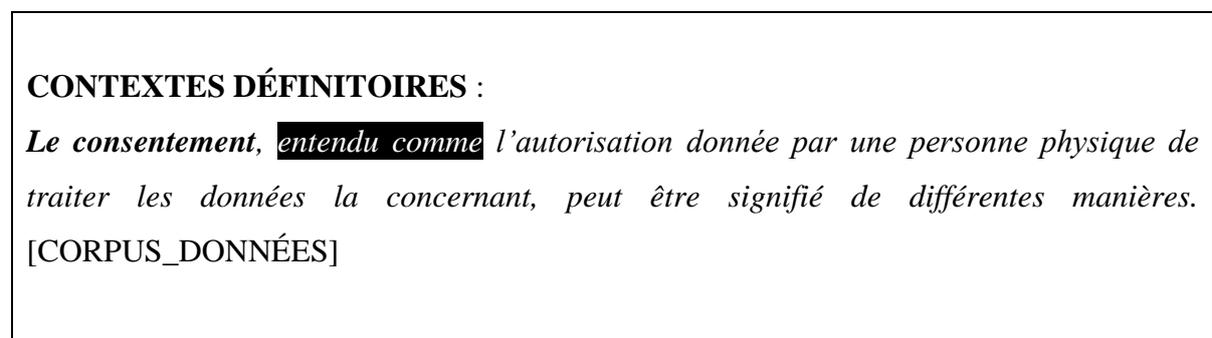 CONTEXTES DÉFINITOIRES :
Le consentement, entendu comme l’autorisation donnée par une personne physique de
traiter les données la concernant, peut être signifié de différentes manières.
[CORPUS_DONNÉES]